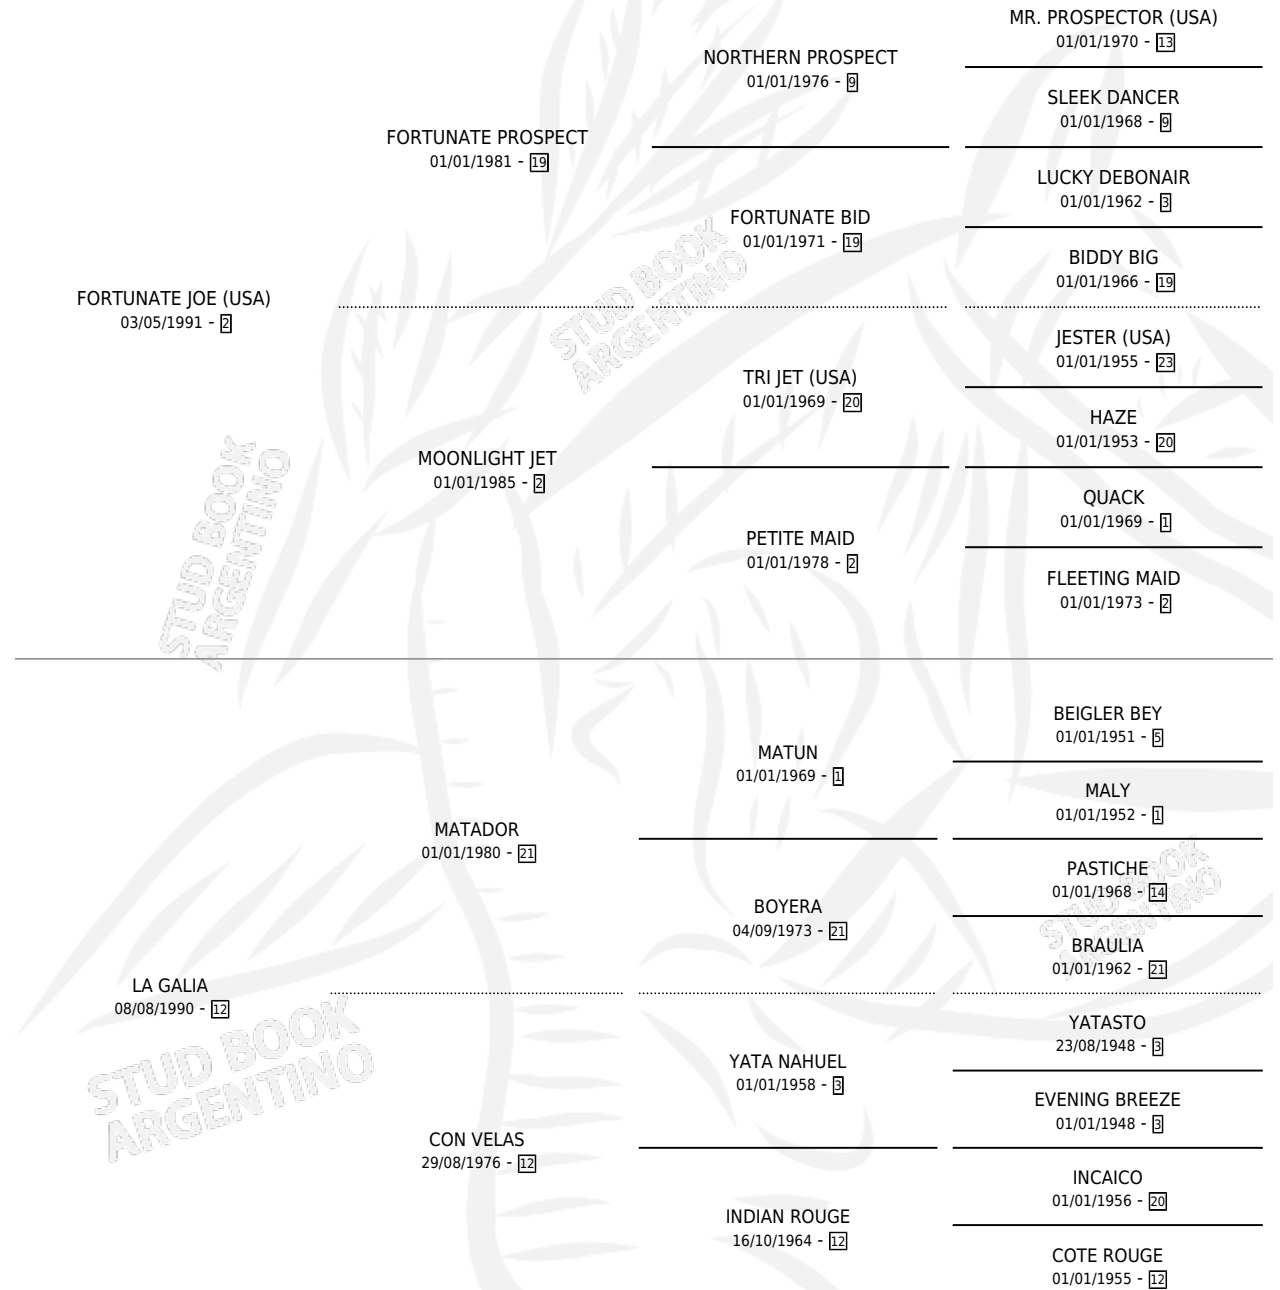 MR. PROSPECTOR (USA)
01/01/1970 - 13
NORTHERN PROSPECT
01/01/1976 - 9
SLEEK DANCER
01/01/1968 - 9
FORTUNATE PROSPECT
01/01/1981 - 19
LUCKY DEBONAIR
01/01/1962 - 3
FORTUNATE BID
01/01/1971 - 19
BIDDY BIG
01/01/1966 - 19
FORTUNATE JOE (USA)
03/05/1991 - 2
STUD BOOK
ARGENTINO
JESTER (USA)
01/01/1955 - 23
TRI JET (USA)
01/01/1969 - 20
HAZE
01/01/1953 - 20
MOONLIGHT JET
01/01/1985 - 2
QUACK
01/01/1969 - 1
PETITE MAID
01/01/1978 - 2
FLEETING MAID
01/01/1973 - 2
STUD BOOK
ARGENTINO
BEIGLER BEY
01/01/1951 - 5
MATUN
01/01/1969 - 1
MALY
01/01/1952 - 1
MATADOR
01/01/1980 - 21
PASTICHE
01/01/1968 - 14
BOYERA
04/09/1973 - 21
BRAULIA
01/01/1962 - 21
STUD BOOK
ARGENTINO
LA GALIA
08/08/1990 - 12
YATASTO
23/08/1948 - 3
YATA NAHUEL
01/01/1958 - 3
EVENING BREEZE
01/01/1948 - 3
STUD BOOK
ARGENTINO
CON VELAS
29/08/1976 - 12
INCAICO
01/01/1956 - 20
INDIAN ROUGE
16/10/1964 - 12
COTE ROUGE
01/01/1955 - 12